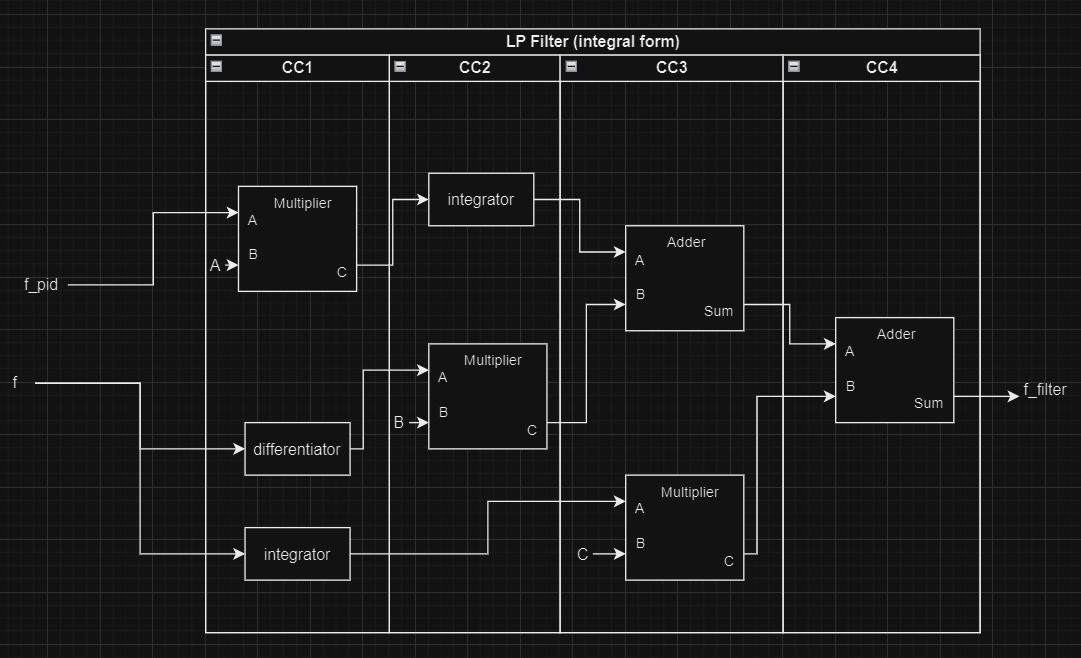 LP Filter (integral form)
CC1 CC2 CC3 CC4
Multiplier
A
B
C
A
integrator
f_pid
Adder
A
B
Sum
Multiplier
A
B
C
B
Adder
A
B
Sum
f
f_filter
differentiator
integrator
Multiplier
A
B
C
C